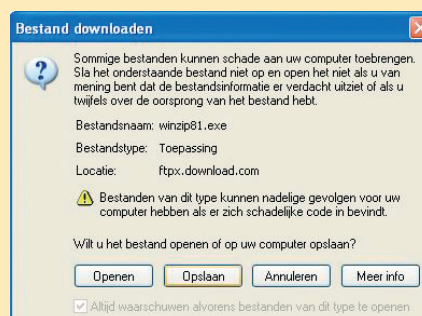 Bestand downloaden
Sommige bestanden kunnen schade aan uw computer toebrengen.
Sla het onderstaande bestand niet op en open het niet als u van
mening bent dat de bestandsinformatie er verdacht uitziet of als u
twijfels over de oorsprong van het bestand hebt.
Bestandsnaam: winzip81.exe
Bestandstype: Toepassing
Locatie: ftpx.download.com
Bestanden van dit type kunnen nadelige gevolgen voor uw
computer hebben als er zich schadelijke code in bevindt.
Wilt u het bestand openen of op uw computer opslaan?
Openen Opslaan Annuleren Meer info
Altijd waarschuwen alvorens bestanden van dit type te openen